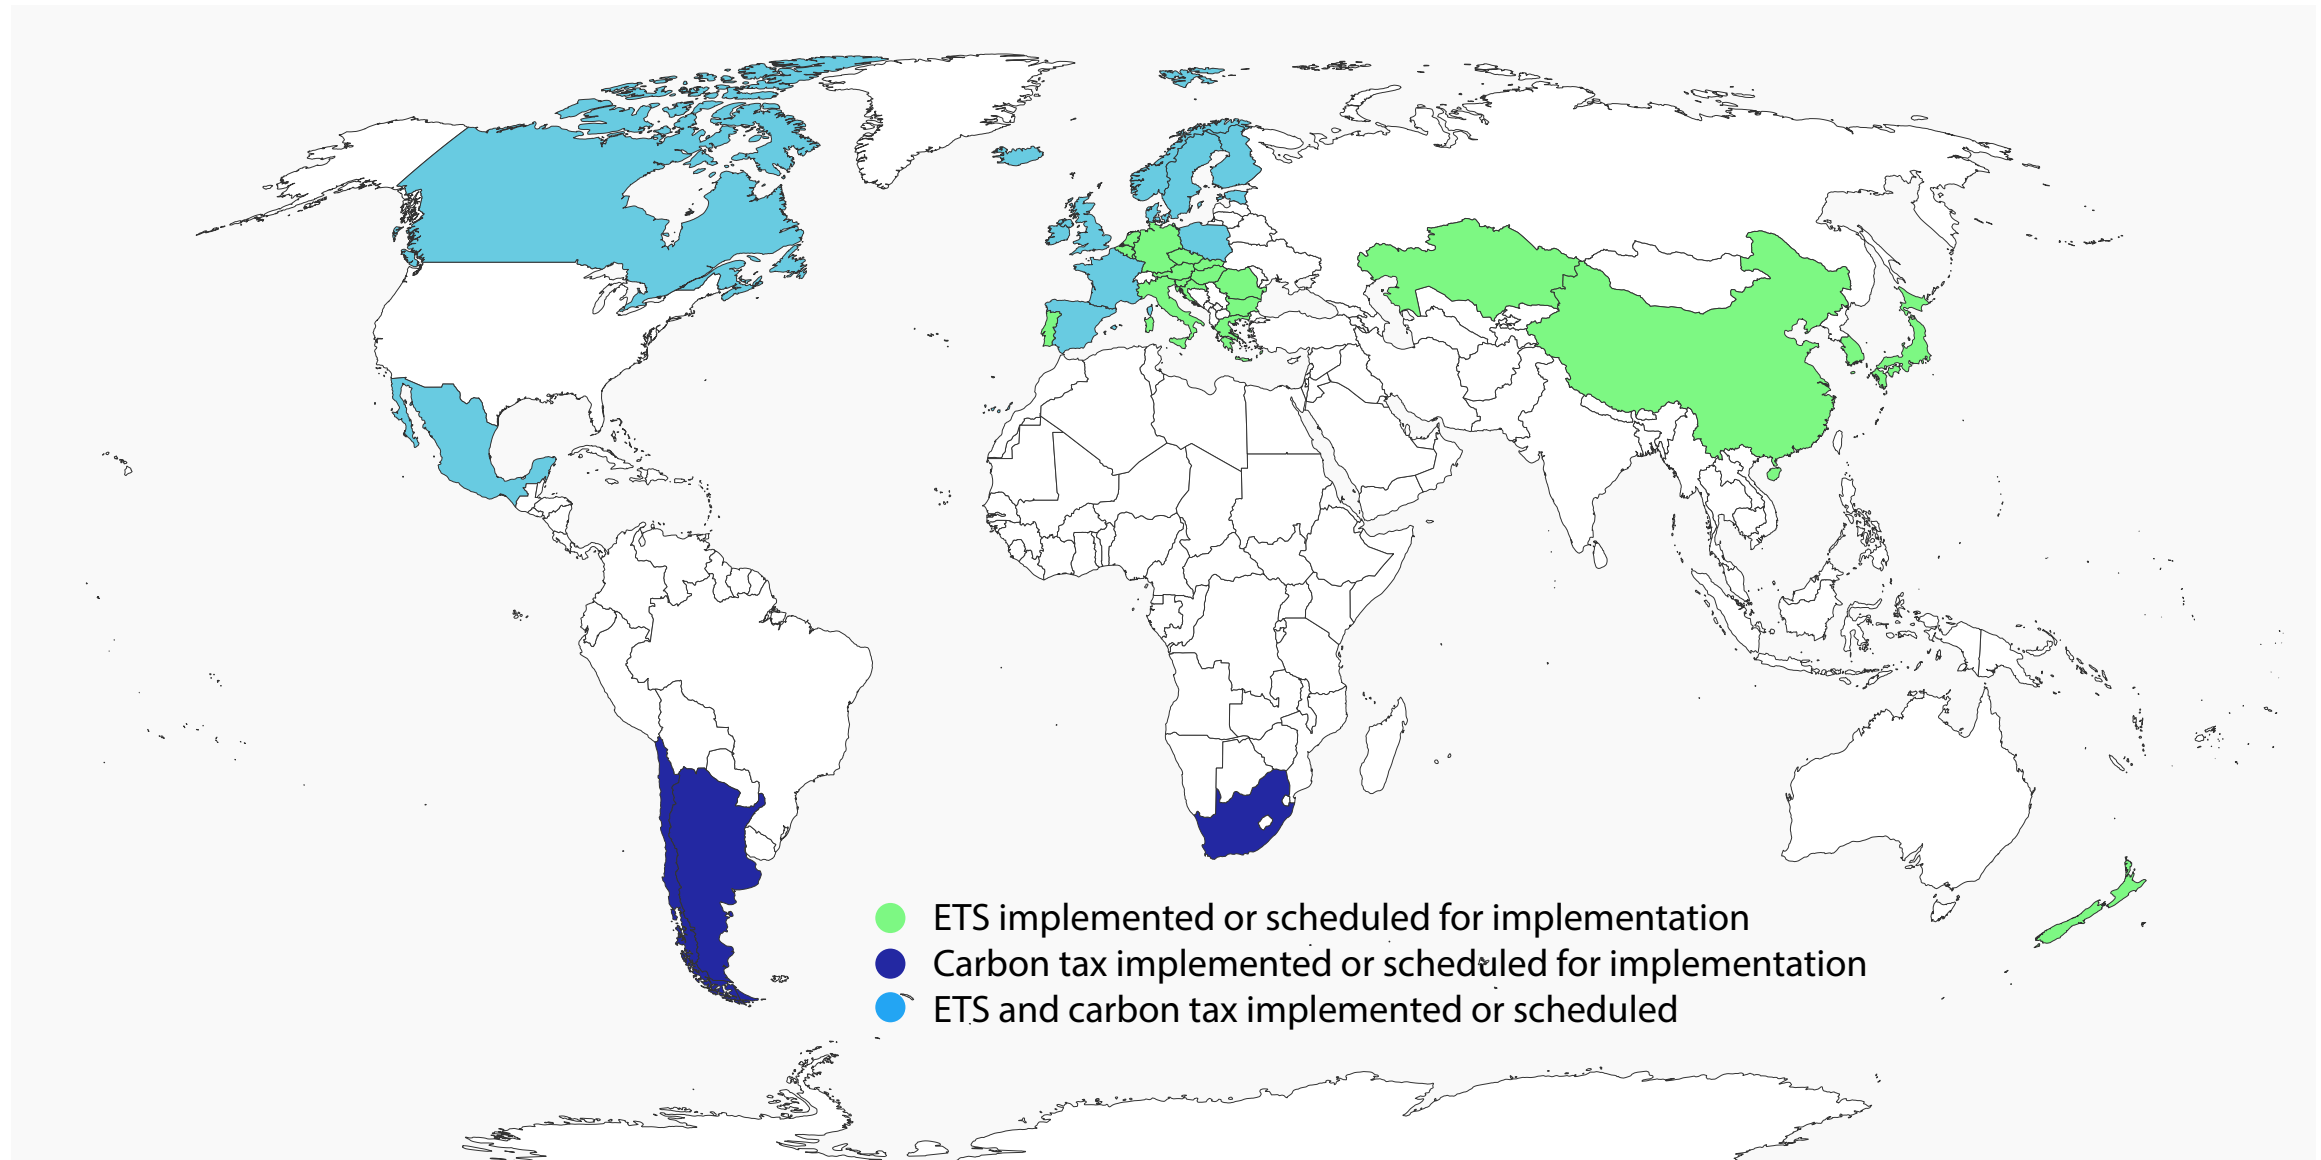 ETS implemented or scheduled for implementation
Carbon tax implemented or scheduled for implementation
ETS and carbon tax implemented or scheduled